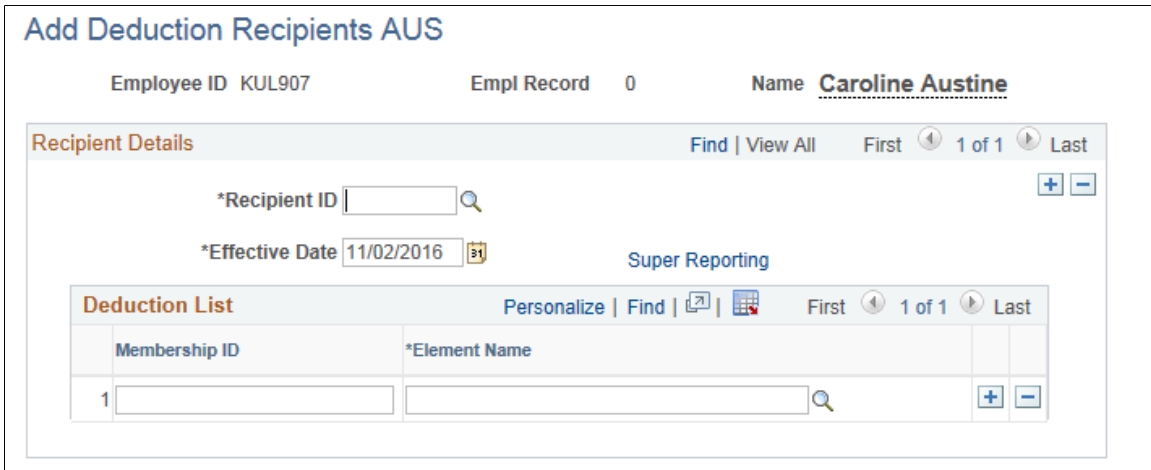 Add Deduction Recipients AUS
Employee ID KUL907 Empl Record 0 Name Caroline Austine
Recipient Details Find | View All First 1 of 1 Last
*Recipient ID
*Effective Date 11/02/2016 31
Super Reporting
Deduction List Personalize | Find | | First 1 of 1 Last
Membership ID *Element Name
1